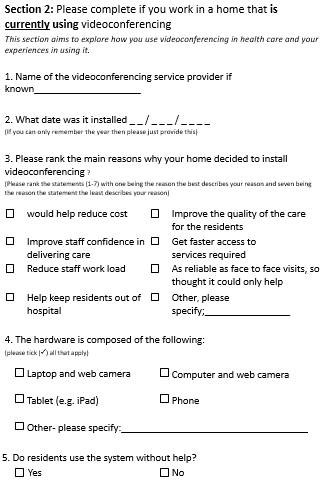 Section 2: Please complete if you work in a home that is
currently using videoconferencing
This section aims to explore how you use videoconferencing in health care and your
experiences in using it.
1. Name of the videoconferencing service provider if
known____________________
2. What date was it installed _ _/_ _ _/_ _ _ _
(If you can only remember the year then please just provide this)
3. Please rank the main reasons why your home decided to install
videoconferencing ?
(Please rank the statements (1-7) with one being the reason the best describes your reason and seven being
the reason the statement the least describes your reason)
☐ would help reduce cost ☐ Improve the quality of the care
for the residents
☐ Improve staff confidence in ☐ Get faster access to
delivering care services required
☐ Reduce staff work load ☐ As reliable as face to face visits, so
thought it could only help
☐ Help keep residents out of ☐ Other, please
hospital specify;________________
4. The hardware is composed of the following:
(please tick (✓) all that apply)
☐ Laptop and web camera ☐ Computer and web camera
☐ Tablet (e.g. iPad) ☐ Phone
☐ Other- please specify:___________________________________
5. Do residents use the system without help?
☐ Yes ☐ No